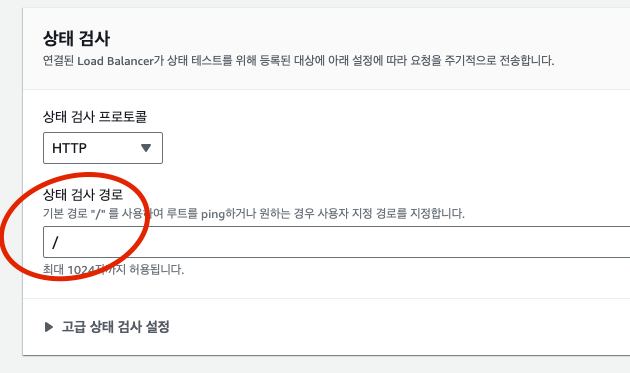 상태 검사
연결된 Load Balancer가 상태 테스트를 위해 등록된 대상에 아래 설정에 따라 요청을 주기적으로 전송합니다.
상태 검사 프로토콜
HTTP
상태 검사 경로
기본 경로 "/" 를 사용하여 루트를 ping하거나 원하는 경우 사용자 지정 경로를 지정합니다.
/
최대 1024자까지 허용됩니다.
고급 상태 검사 설정